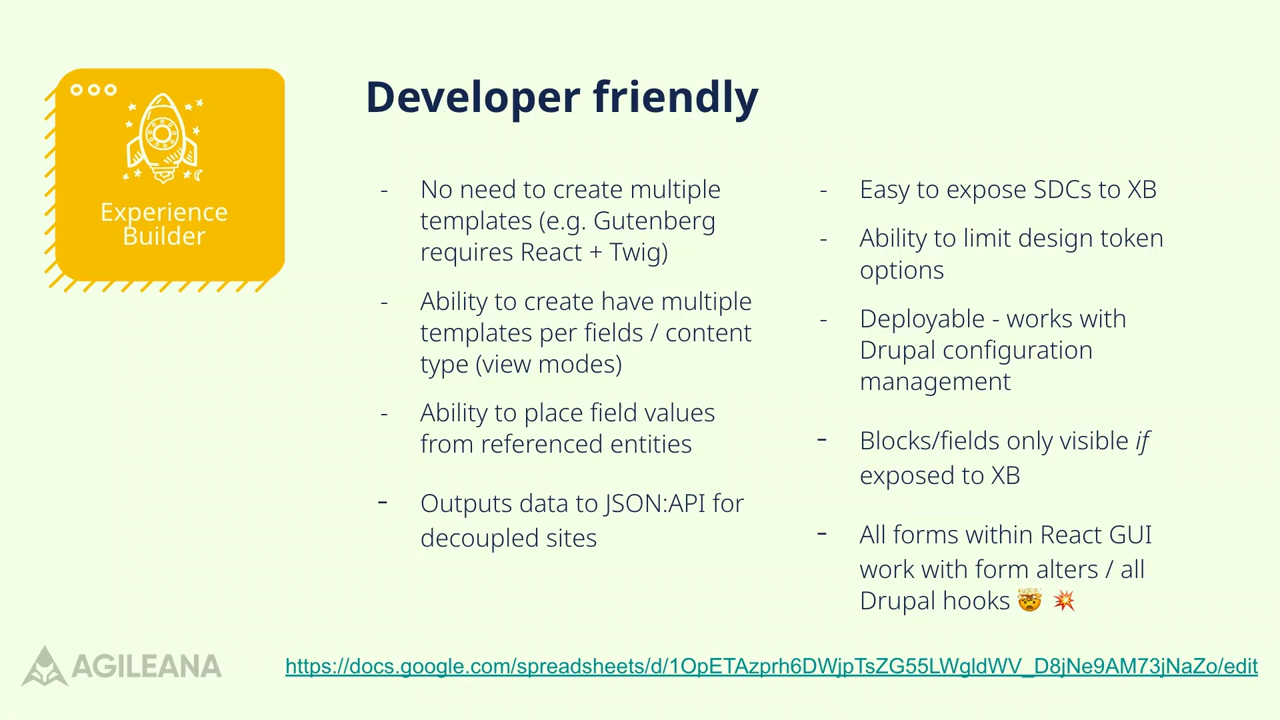 Experience
Builder
Developer friendly
- No need to create multiple
templates (e.g. Gutenberg
requires React + Twig)
- Ability to create have multiple
templates per fields / content
type (view modes)
- Ability to place field values
from referenced entities
- Outputs data to JSON:API for
decoupled sites
- Easy to expose SDCs to XB
- Ability to limit design token
options
- Deployable - works with
Drupal configuration
management
- Blocks/fields only visible if
exposed to XB
- All forms within React GUI
work with form alters / all
Drupal hooks 🤯 💥
AGILEANA
https://docs.google.com/spreadsheets/d/1OpETAzprh6DWjpTsZG55LWgldWV_D8jNe9AM73jNaZo/edit